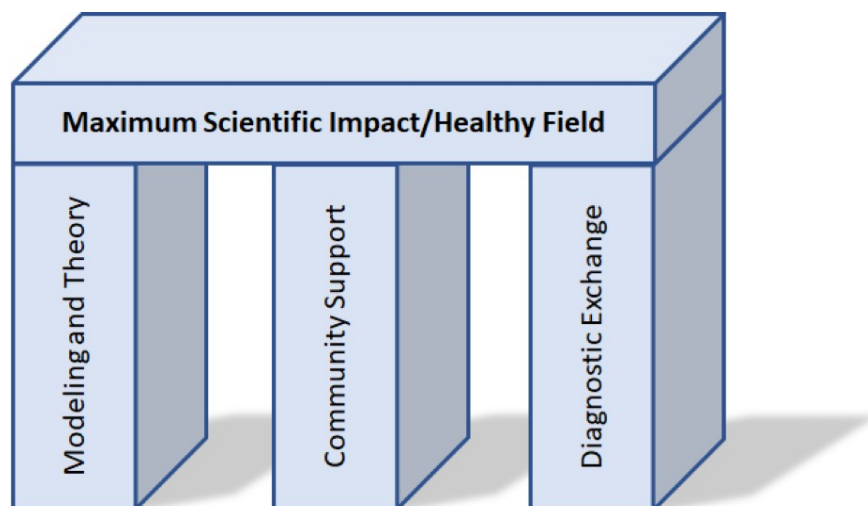 Maximum Scientific Impact/Healthy Field
Modeling and Theory
Community Support
Diagnostic Exchange